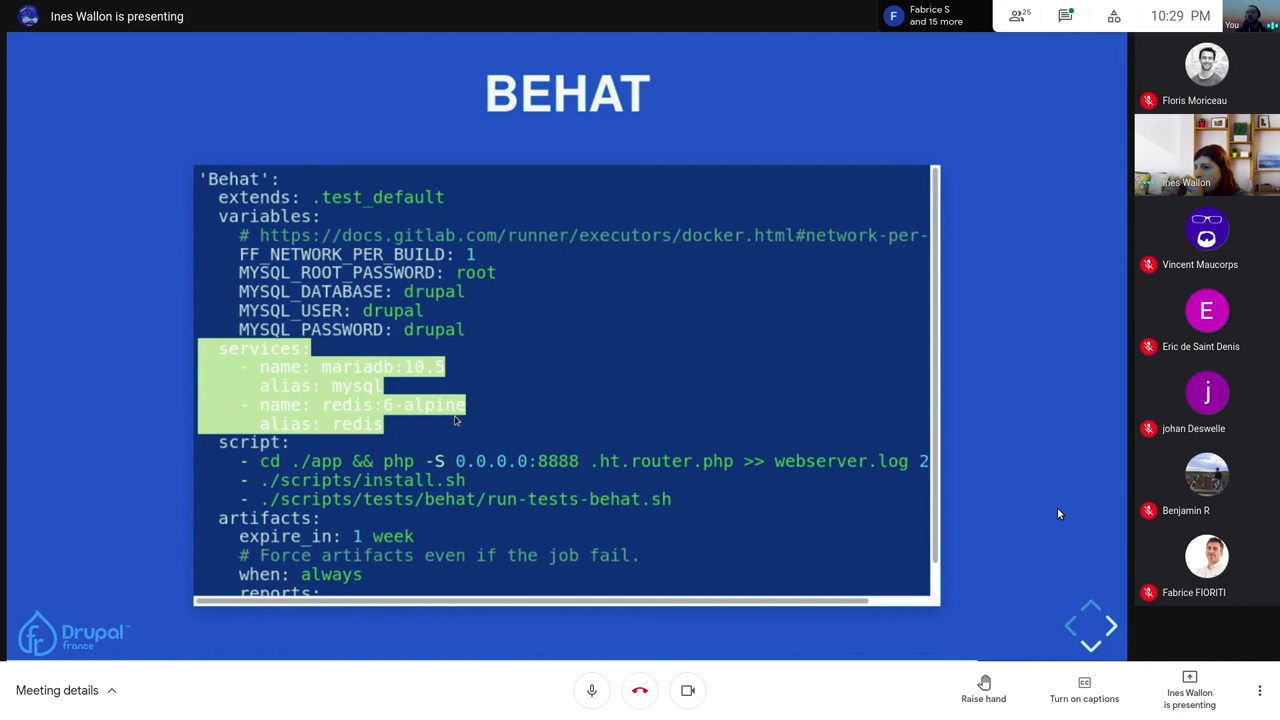 Ines Wallon is presenting
F
Fabrice S
and 15 more
25
10:29 PM
You
BEHAT
'Behat':
extends: .test_default
variables:
# https://docs.gitlab.com/runner/executors/docker.html#network-per-
FF_NETWORK_PER_BUILD: 1
MYSQL_ROOT_PASSWORD: root
MYSQL_DATABASE: drupal
MYSQL_USER: drupal
MYSQL_PASSWORD: drupal
services:
- name: mariadb:10.5
alias: mysql
- name: redis:6-alpine
alias: redis
script:
- cd ./app && php -S 0.0.0.0:8888 .ht.router.php >> webserver.log 2
- ./scripts/install.sh
- ./scripts/tests/behat/run-tests-behat.sh
artifacts:
expire_in: 1 week
# Force artifacts even if the job fail.
when: always
reports:
fr Drupal™
france
Floris Moriceau
Ines Wallon
Vincent Maucorps
E
Eric de Saint Denis
j
johan Deswelle
Benjamin R
Fabrice FIORITI
Meeting details
Raise hand
CC
Turn on captions
Ines Wallon
is presenting